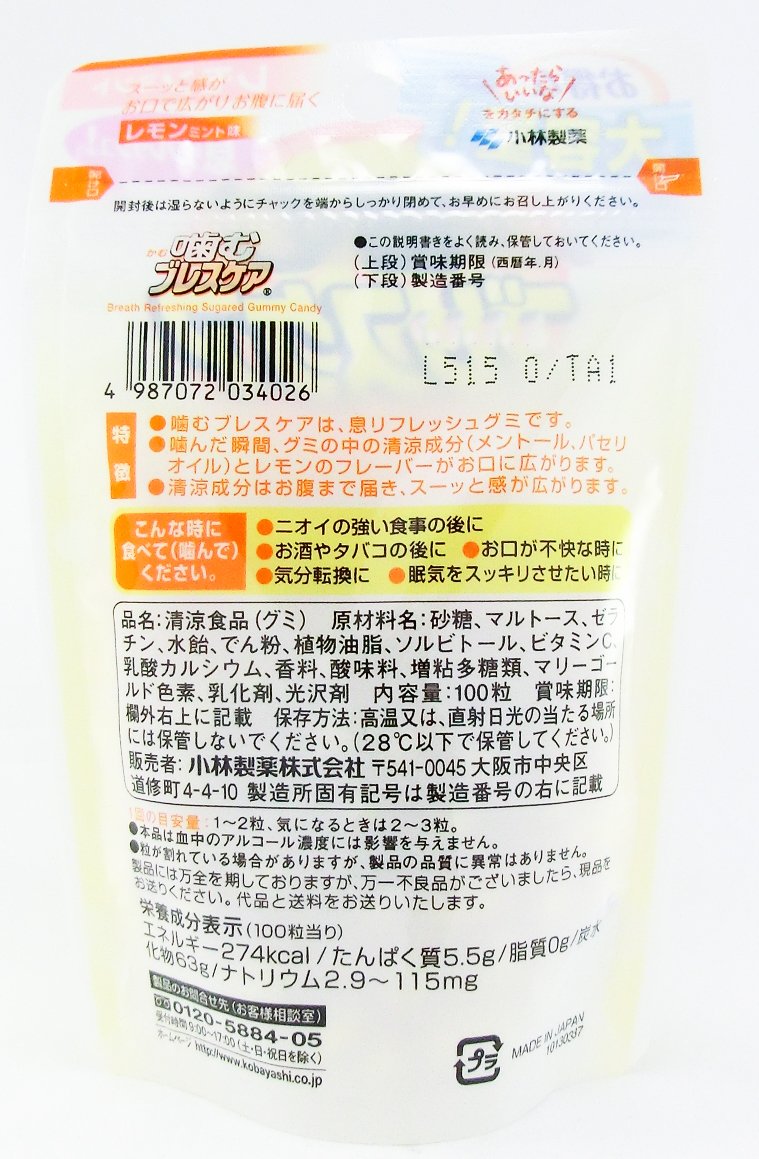 スーッと感が
お口で広がりお腹に届く
レモンミント味
あったら
いいな
をカタチにする
小林製薬
開封口
開封口
開封後は湿らないようにチャックを端からしっかり閉めて、お早めにお召し上がりください。
かむ
噛む
ブレスケア®
Breath Refreshing Sugared Gummy Candy
●この説明書きをよく読み、保管しておいてください。
(上段)賞味期限(西暦年.月)
(下段)製造番号
4 987072 034026
L515 0/TA1
特徴
●噛むブレスケアは、息リフレッシュグミです。
●噛んだ瞬間、グミの中の清涼成分(メントール、パセリ
オイル)とレモンのフレーバーがお口に広がります。
●清涼成分はお腹まで届き、スーッと感が広がります。
こんな時に
食べて(噛んで)
ください。
●ニオイの強い食事の後に
●お酒やタバコの後に ●お口が不快な時に
●気分転換に ●眠気をスッキリさせたい時に
品名:清涼食品(グミ) 原材料名:砂糖、マルトース、ゼラ
チン、水飴、でん粉、植物油脂、ソルビトール、ビタミンC、
乳酸カルシウム、香料、酸味料、増粘多糖類、マリーゴー
ルド色素、乳化剤、光沢剤 内容量:100粒 賞味期限:
欄外右上に記載 保存方法:高温又は、直射日光の当たる場所
には保管しないでください。(28℃以下で保管してください。)
販売者:小林製薬株式会社 〒541-0045 大阪市中央区
道修町4-4-10 製造所固有記号は製造番号の右に記載
1回の目安量:1〜2粒、気になるときは2〜3粒。
●本品は血中のアルコール濃度には影響を与えません。
●粒が割れている場合がありますが、製品の品質に異常はありません。
製品には万全を期しておりますが、万一不良品がございましたら、現品を
お送りください。代品と送料をお送りいたします。
栄養成分表示(100粒当り)
エネルギー274kcal/たんぱく質5.5g/脂質0g/炭水
化物63g/ナトリウム2.9〜115mg
製品のお問合せ先(お客様相談室)
0120-5884-05
受付時間9:00〜17:00(土・日・祝日を除く)
ホームページ http://www.kobayashi.co.jp
プラ
MADE IN JAPAN
10130387